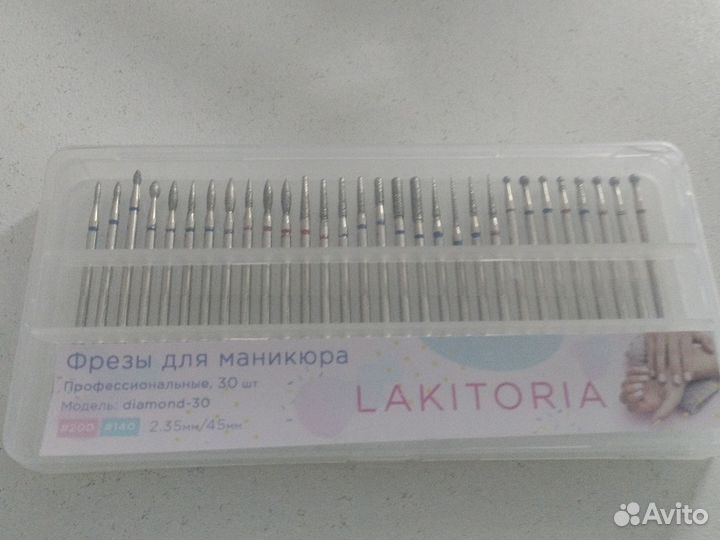 Фрезы для маникюра
Профессиональные, 30 шт
Модель: diamond-30
#200 #140 2.35мм/45мм
LAKITORIA
Avito